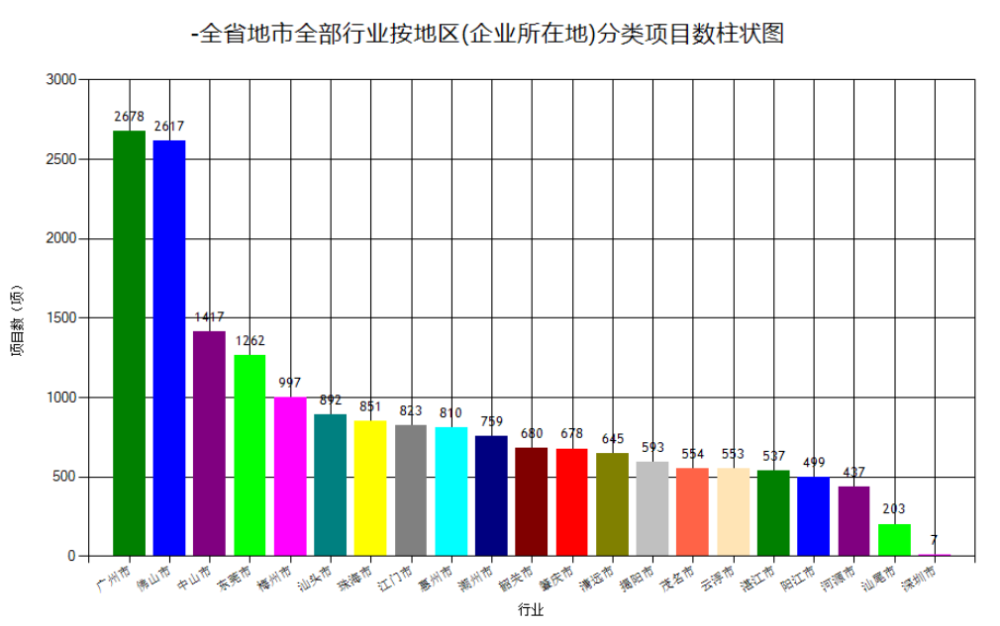 -全省地市全部行业按地区(企业所在地)分类项目数柱状图
3000
2500
2000
1500
1000
500
0
项目数（项）
2678
2617
1417
1262
997
892
851
823
810
759
680
678
645
593
554
553
537
499
437
203
7
广州市
佛山市
中山市
东莞市
梅州市
汕头市
珠海市
江门市
惠州市
潮州市
韶关市
肇庆市
清远市
揭阳市
茂名市
云浮市
湛江市
阳江市
河源市
汕尾市
深圳市
行业